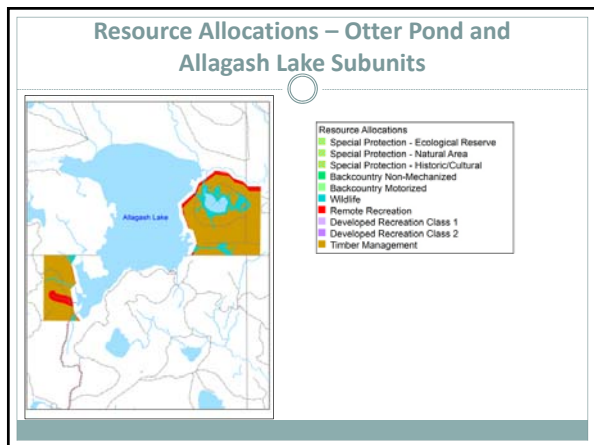 Resource Allocations – Otter Pond and
Allagash Lake Subunits
Allagash Lake
Resource Allocations
Special Protection - Ecological Reserve
Special Protection - Natural Area
Special Protection - Historic/Cultural
Backcountry Non-Mechanized
Backcountry Motorized
Wildlife
Remote Recreation
Developed Recreation Class 1
Developed Recreation Class 2
Timber Management